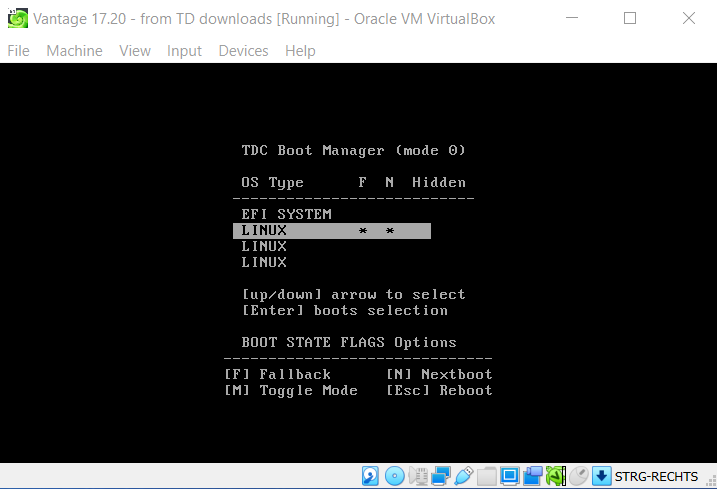 Vantage 17.20 - from TD downloads [Running] - Oracle VM VirtualBox
File Machine View Input Devices Help
TDC Boot Manager (mode 0)
OS Type F N Hidden
---------------------------
EFI SYSTEM
LINUX * *
LINUX
LINUX
[up/down] arrow to select
[Enter] boots selection
BOOT STATE FLAGS Options
------------------------------
[F] Fallback [N] Nextboot
[M] Toggle Mode [Esc] Reboot
STRG-RECHTS